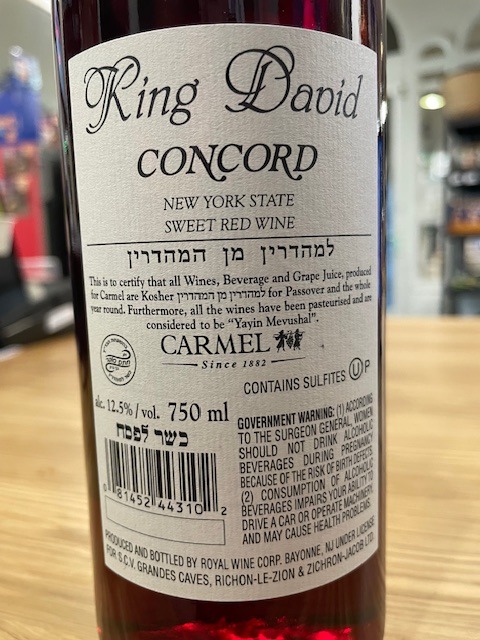 King David
CONCORD
NEW YORK STATE
SWEET RED WINE
למהדרין מן המהדרין
This is to certify that all Wines, Beverage and Grape Juice, produced
for Carmel are Kosher למהדרין מן המהדרין for Passover and the whole
year round. Furthermore, all the wines have been pasteurised and are
considered to be "Yayin Mevushal".
CARMEL
Since 1882
CONTAINS SULFITES U P
alc. 12.5% / vol. 750 ml
כשר לפסח
0 81452 44310 2
GOVERNMENT WARNING: (1) ACCORDING
TO THE SURGEON GENERAL, WOMEN
SHOULD NOT DRINK ALCOHOLIC
BEVERAGES DURING PREGNANCY
BECAUSE OF THE RISK OF BIRTH DEFECTS.
(2) CONSUMPTION OF ALCOHOLIC
BEVERAGES IMPAIRS YOUR ABILITY TO
DRIVE A CAR OR OPERATE MACHINERY,
AND MAY CAUSE HEALTH PROBLEMS.
PRODUCED AND BOTTLED BY ROYAL WINE CORP. BAYONNE, NJ UNDER LICENSE
FOR S.C.V. GRANDES CAVES, RICHON-LE-ZION & ZICHRON-JACOB LTD.